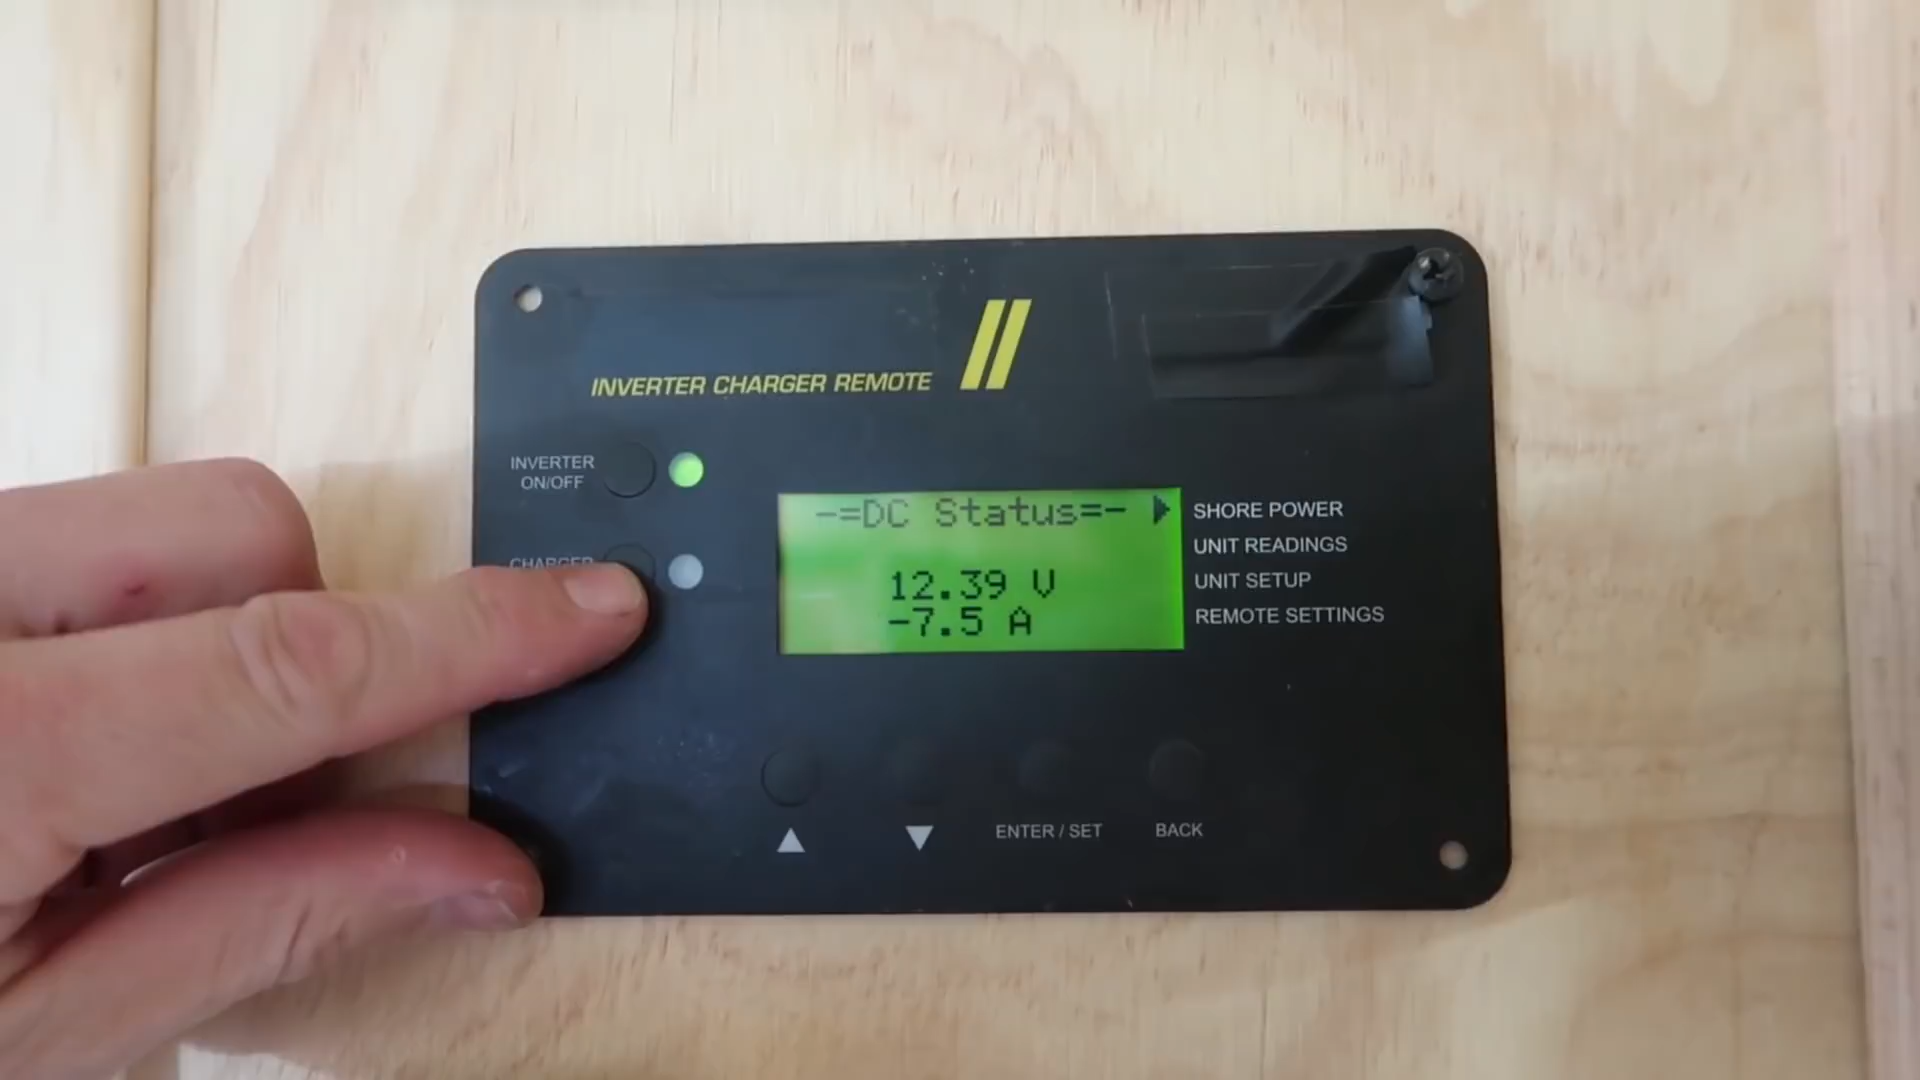 INVERTER CHARGER REMOTE
INVERTER
ON/OFF
CHARGER
-=DC Status=-
12.39 V
-7.5 A
SHORE POWER
UNIT READINGS
UNIT SETUP
REMOTE SETTINGS
ENTER / SET
BACK